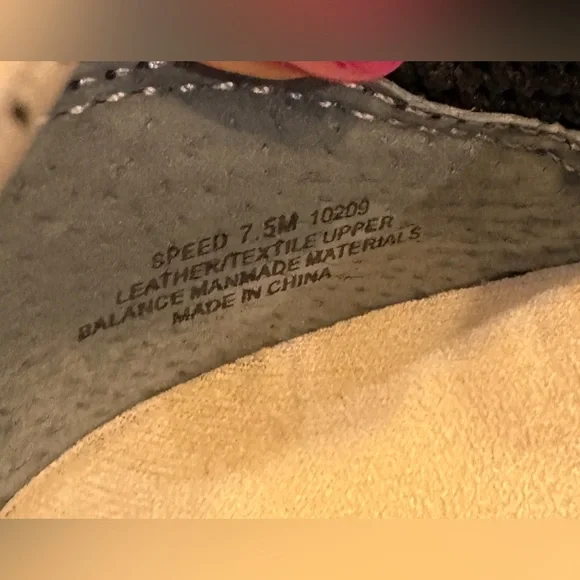 SPEED 7.5M 10209
LEATHER/TEXTILE UPPER
BALANCE MANMADE MATERIALS
MADE IN CHINA